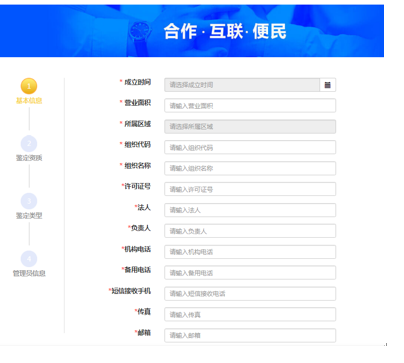 合作·互联·便民
1
基本信息
2
鉴定资质
3
鉴定类型
4
管理员信息
* 成立时间 请选择成立时间
* 营业面积 请输入营业面积
* 所属区域 请选择所属区域
* 组织代码 请输入组织代码
* 组织名称 请输入组织名称
*许可证号 请输入许可证号
*法人 请输入法人
*负责人 请输入负责人
*机构电话 请输入机构电话
*备用电话 请输入备用电话
*短信接收手机 请输入短信接收电话
*传真 请输入传真
*邮箱 请输入邮箱